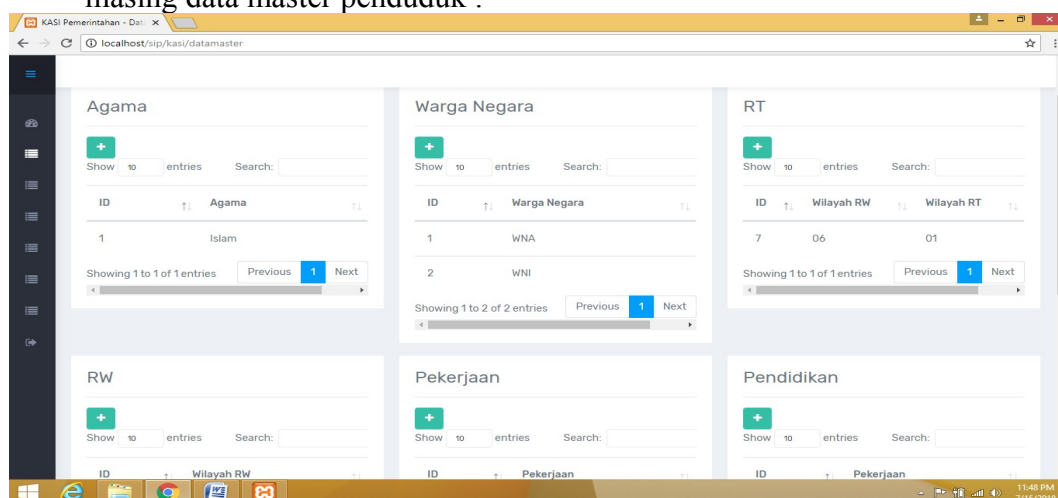 masing data master penduduk :
KASI Pemerintahan - Dat
localhost/sip/kasi/datamaster
Agama
Warga Negara
RT
+
+
+
Show 10 entries Search:
Show 10 entries Search:
Show 10 entries Search:
ID Agama
ID Warga Negara
ID Wilayah RW Wilayah RT
1 Islam
1 WNA
7 06 01
2 WNI
Showing 1 to 1 of 1 entries Previous 1 Next
Showing 1 to 2 of 2 entries Previous 1 Next
Showing 1 to 1 of 1 entries Previous 1 Next
RW
Pekerjaan
Pendidikan
+
+
+
Show 10 entries Search:
Show 10 entries Search:
Show 10 entries Search:
ID Wilayah RW
ID Pekerjaan
ID Pekerjaan
11:48 PM